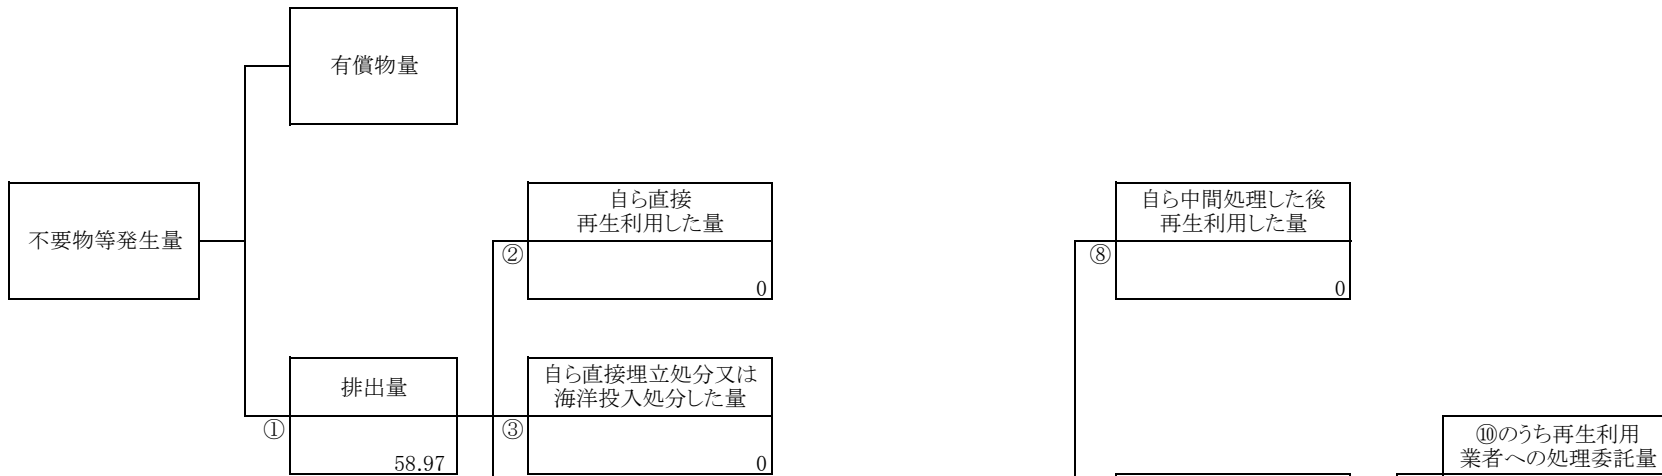 有償物量
不要物等発生量
自ら直接
再生利用した量
②
0
自ら中間処理した後
再生利用した量
⑧
0
排出量
①
58.97
自ら直接埋立処分又は
海洋投入処分した量
③
0
⑩のうち再生利用
業者への処理委託量